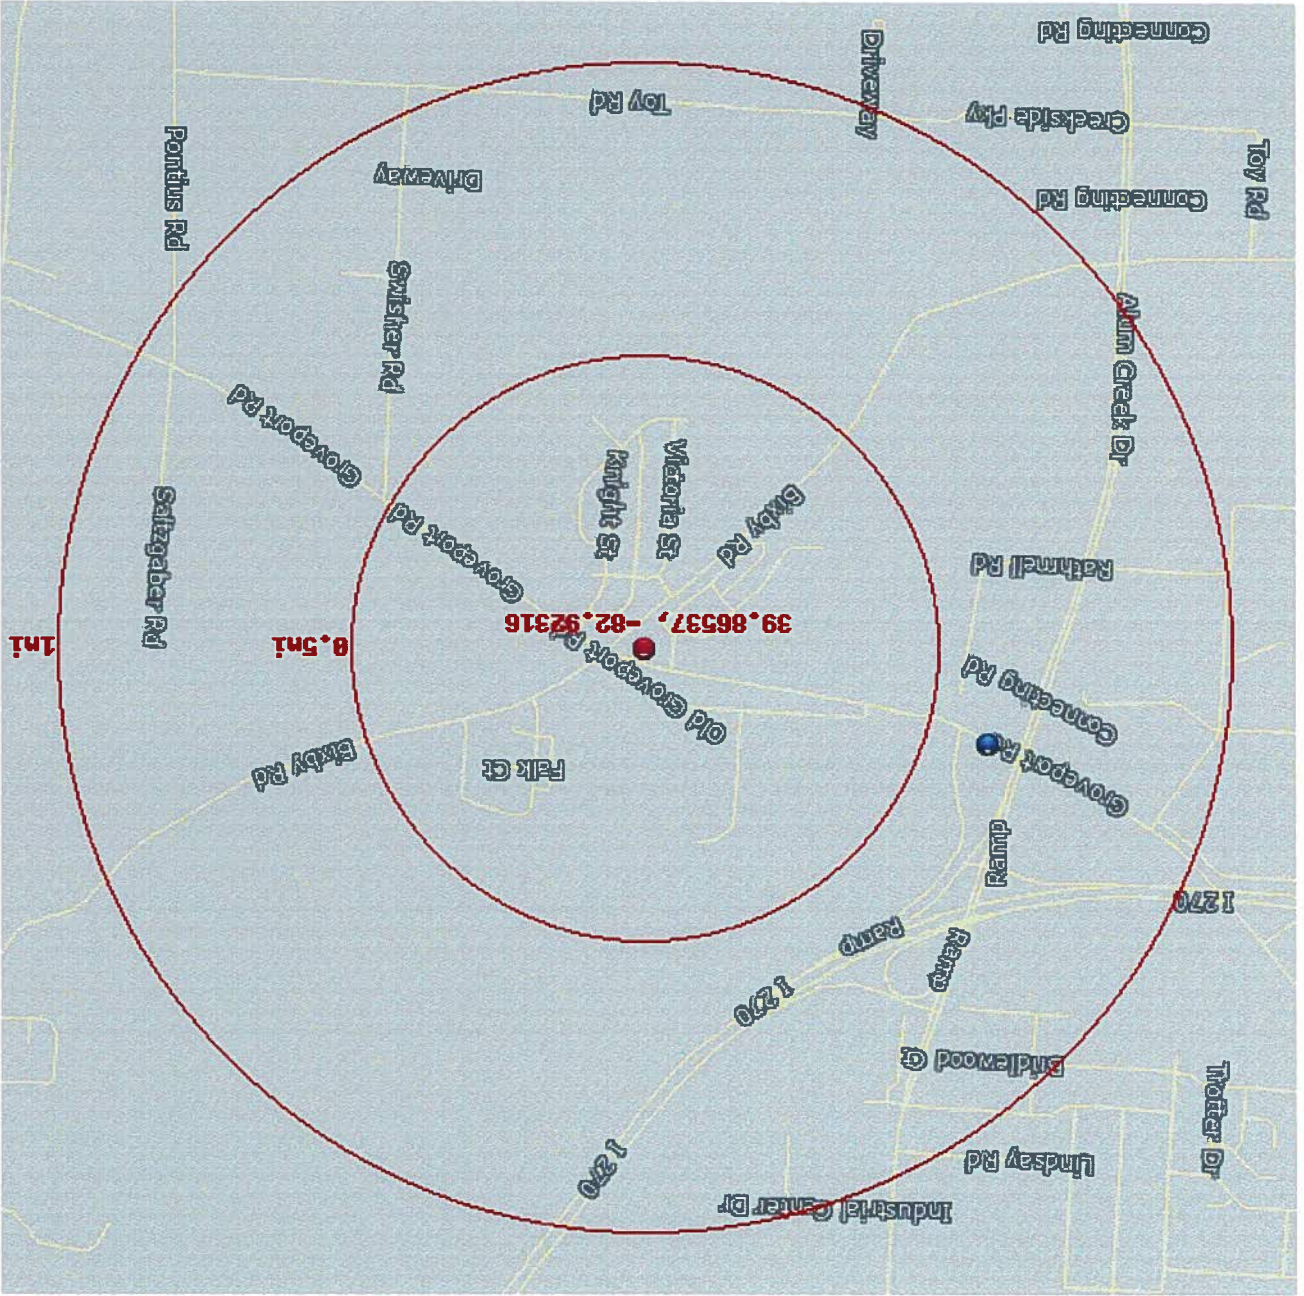 Industrial Center Dr
I 270
Lindsay Rd
Trotter Dr
Bridlewood Ct
I 270
Ramp
Ramp
I 270
Ramp
Groveport Rd
Falk Ct
Bixby Rd
Connecting Rd
Old Groveport Rd
0.5mi
1mi
39.86537, -82.92316
Rathmell Rd
Saltzgaber Rd
Groveport Rd
Bixby Rd
Victoria St
Knight St
Groveport Rd
Alum Creek Dr
Swisher Rd
Connecting Rd
Pontius Rd
Toy Rd
Driveway
Creekside Pky
Toy Rd
Driveway
Connecting Rd